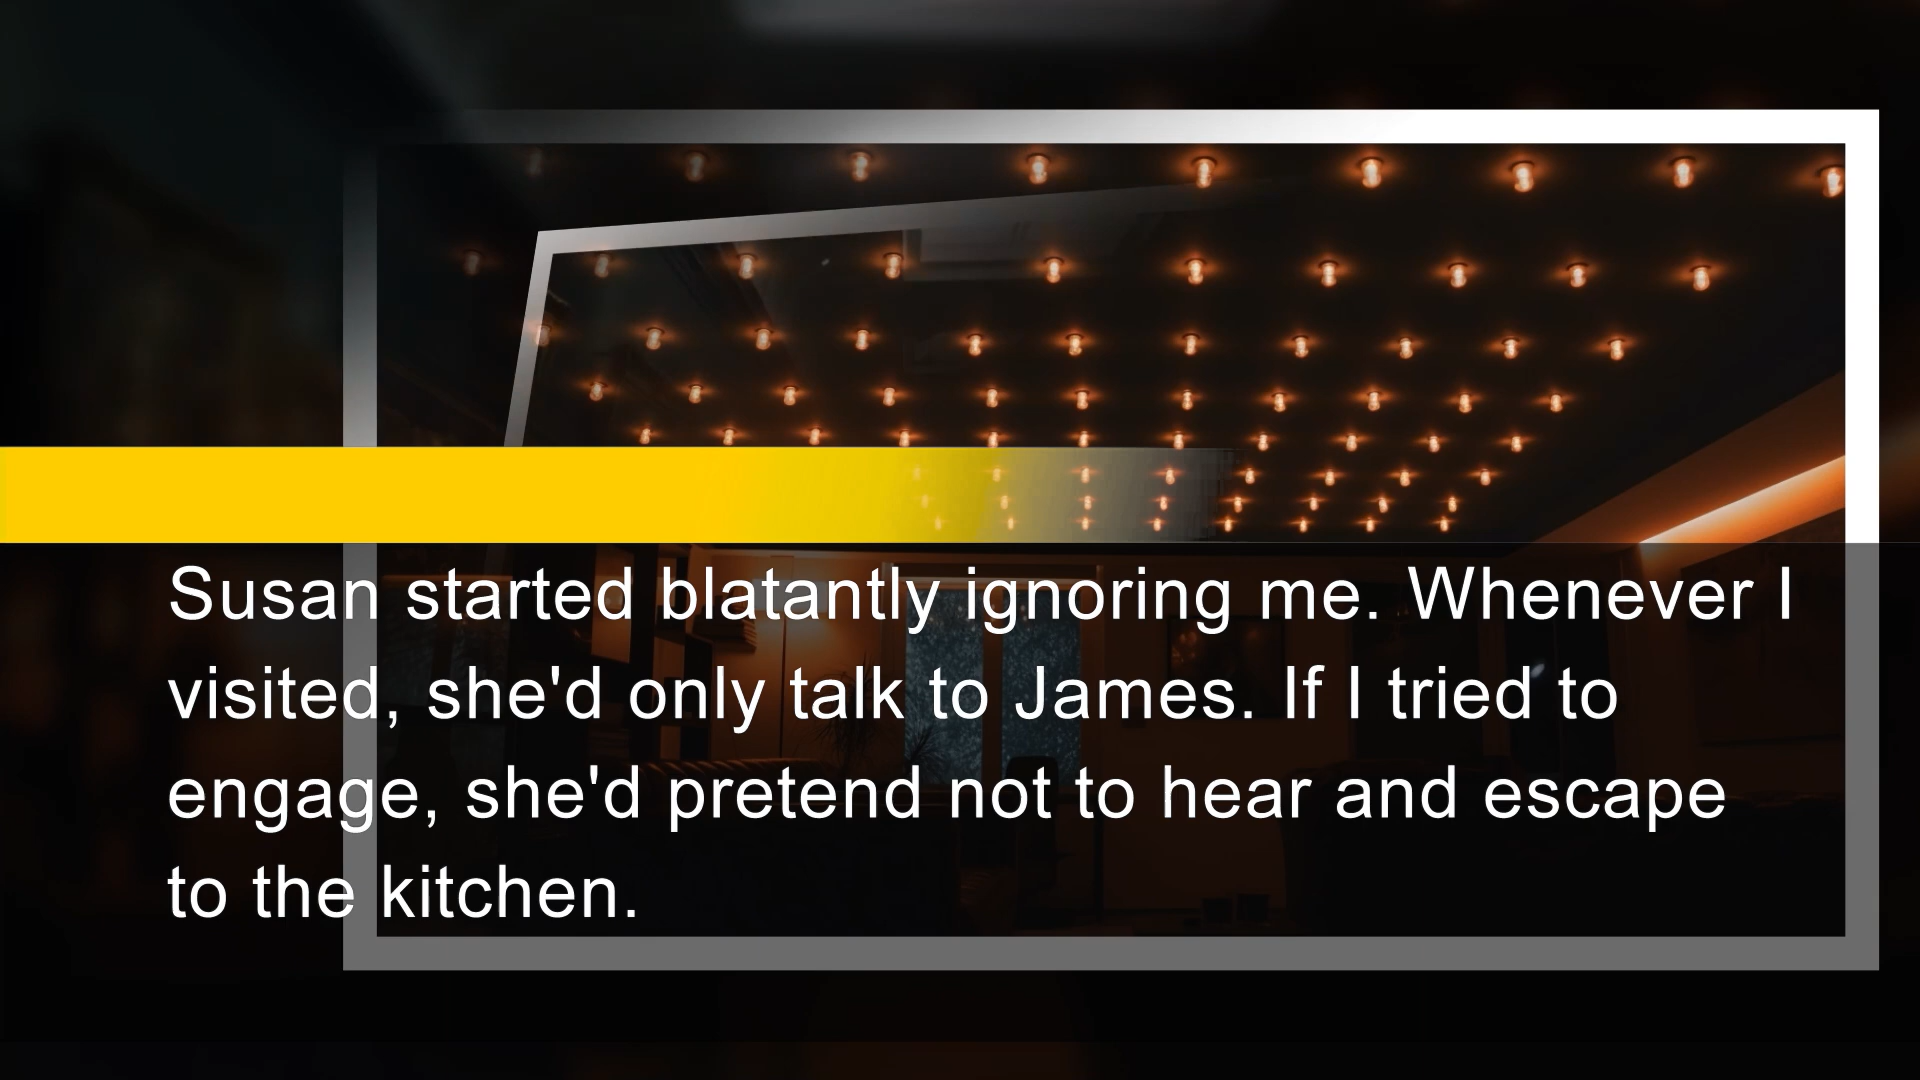 Susan started blatantly ignoring me. Whenever I
visited, she'd only talk to James. If I tried to
engage, she'd pretend not to hear and escape
to the kitchen.